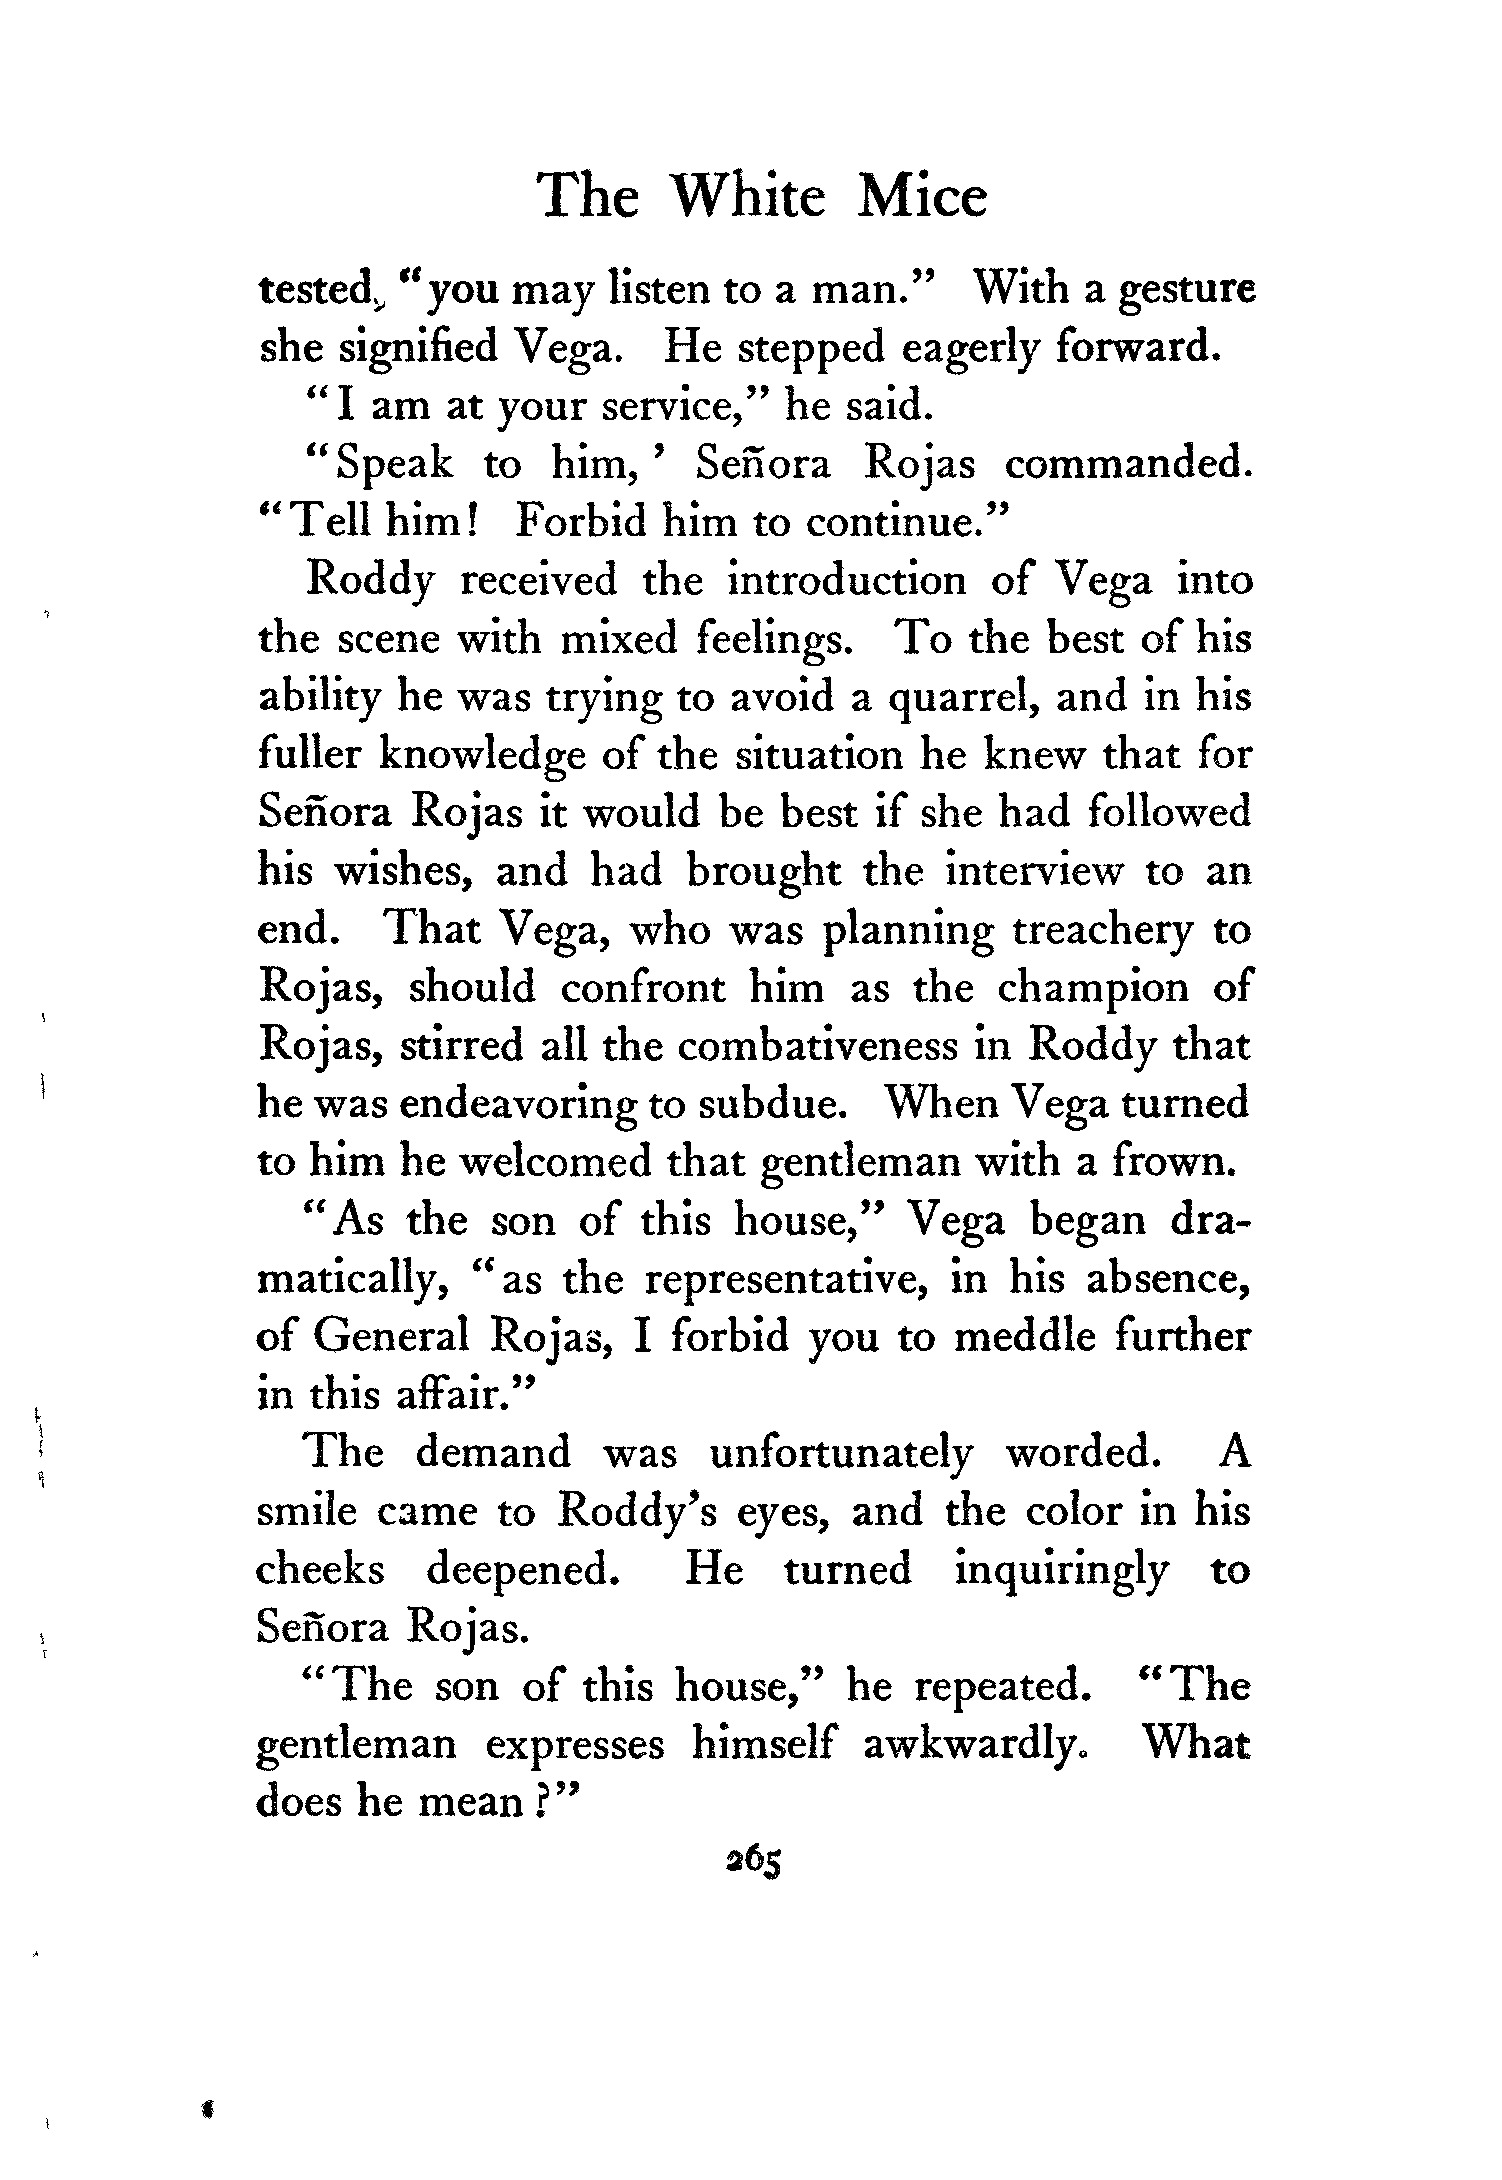 The White Mice
tested, “you may listen to a man.” With a gesture
she signified Vega. He stepped eagerly forward.
“I am at your service,” he said.
“Speak to him, ’ Señora Rojas commanded.
“Tell him! Forbid him to continue.”
Roddy received the introduction of Vega into
the scene with mixed feelings. To the best of his
ability he was trying to avoid a quarrel, and in his
fuller knowledge of the situation he knew that for
Señora Rojas it would be best if she had followed
his wishes, and had brought the interview to an
end. That Vega, who was planning treachery to
Rojas, should confront him as the champion of
Rojas, stirred all the combativeness in Roddy that
he was endeavoring to subdue. When Vega turned
to him he welcomed that gentleman with a frown.
“As the son of this house,” Vega began dra-
matically, “as the representative, in his absence,
of General Rojas, I forbid you to meddle further
in this affair.”
The demand was unfortunately worded. A
smile came to Roddy’s eyes, and the color in his
cheeks deepened. He turned inquiringly to
Señora Rojas.
“The son of this house,” he repeated. “The
gentleman expresses himself awkwardly. What
does he mean?”
265